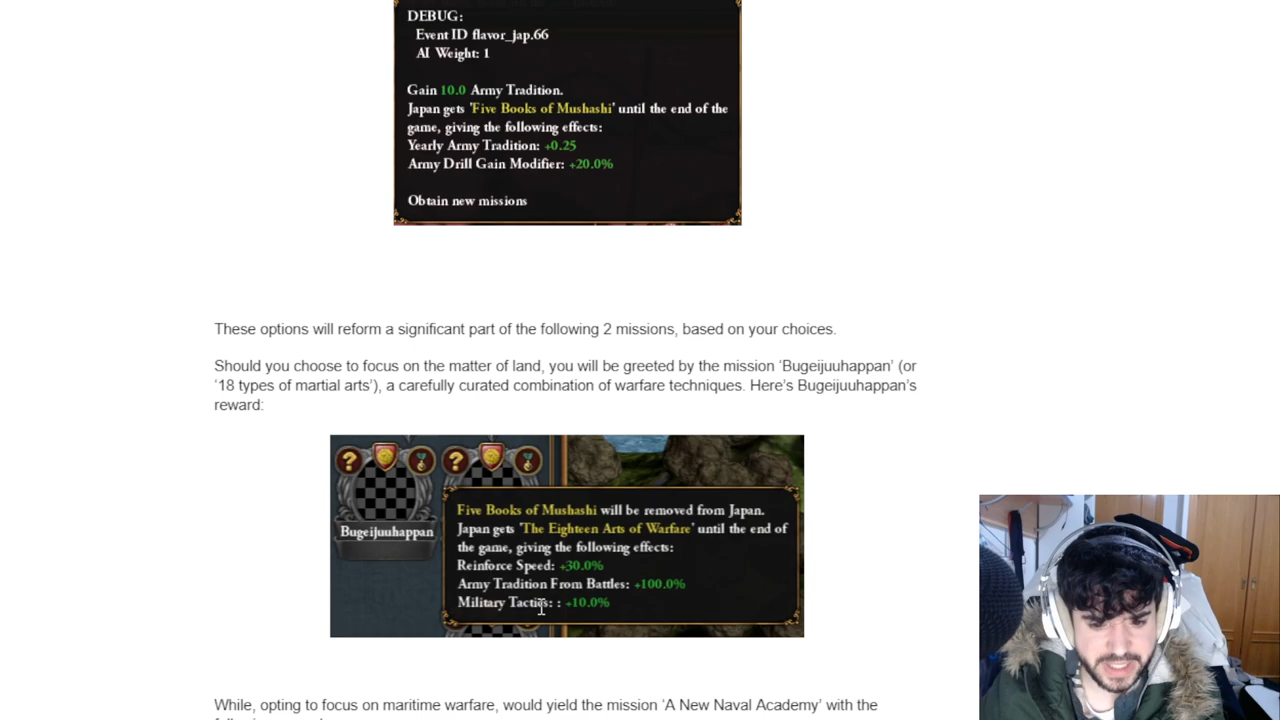 DEBUG:
Event ID flavor_jap.66
AI Weight: 1
Gain 10.0 Army Tradition.
Japan gets 'Five Books of Mushashi' until the end of the
game, giving the following effects:
Yearly Army Tradition: +0.25
Army Drill Gain Modifier: +20.0%
Obtain new missions
These options will reform a significant part of the following 2 missions, based on your choices.
Should you choose to focus on the matter of land, you will be greeted by the mission ‘Bugeijuuhappan’ (or
‘18 types of martial arts’), a carefully curated combination of warfare techniques. Here’s Bugeijuuhappan’s
reward:
Bugeijuuhappan
Five Books of Mushashi will be removed from Japan.
Japan gets 'The Eighteen Arts of Warfare' until the end of
the game, giving the following effects:
Reinforce Speed: +30.0%
Army Tradition From Battles: +100.0%
Military Tactics: : +10.0%
While, opting to focus on maritime warfare, would yield the mission ‘A New Naval Academy’ with the